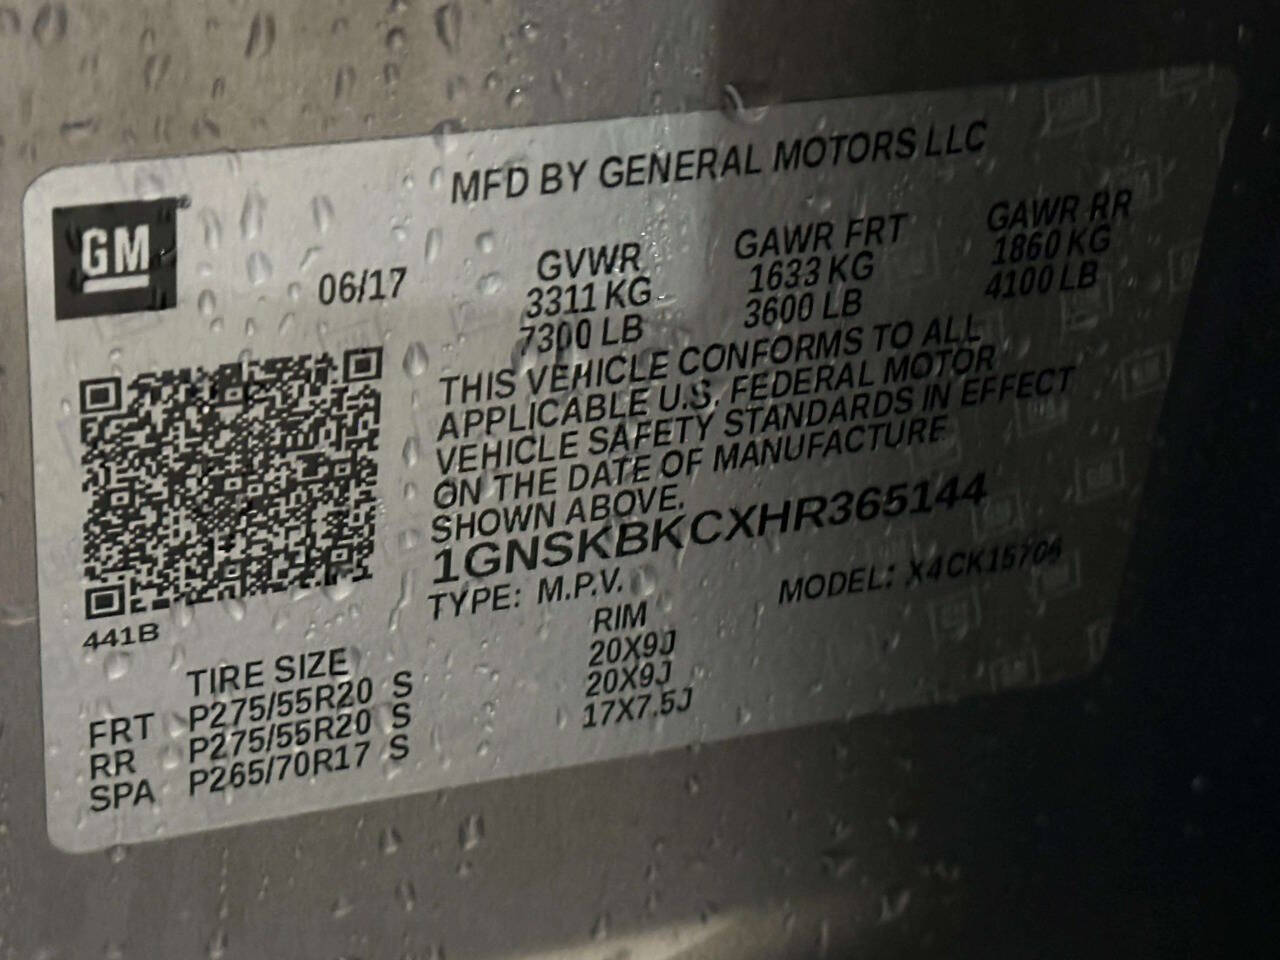 MFD BY GENERAL MOTORS LLC
GM
06/17
GVWR GAWR FRT GAWR RR
3311 KG 1633 KG 1860 KG
7300 LB 3600 LB 4100 LB
THIS VEHICLE CONFORMS TO ALL
APPLICABLE U.S. FEDERAL MOTOR
VEHICLE SAFETY STANDARDS IN EFFECT
ON THE DATE OF MANUFACTURE
SHOWN ABOVE.
1GNSKBKCXHR365144
TYPE: M.P.V. MODEL: X4CK15706
441B
TIRE SIZE RIM
FRT P275/55R20 S 20X9J
RR P275/55R20 S 20X9J
SPA P265/70R17 S 17X7.5J